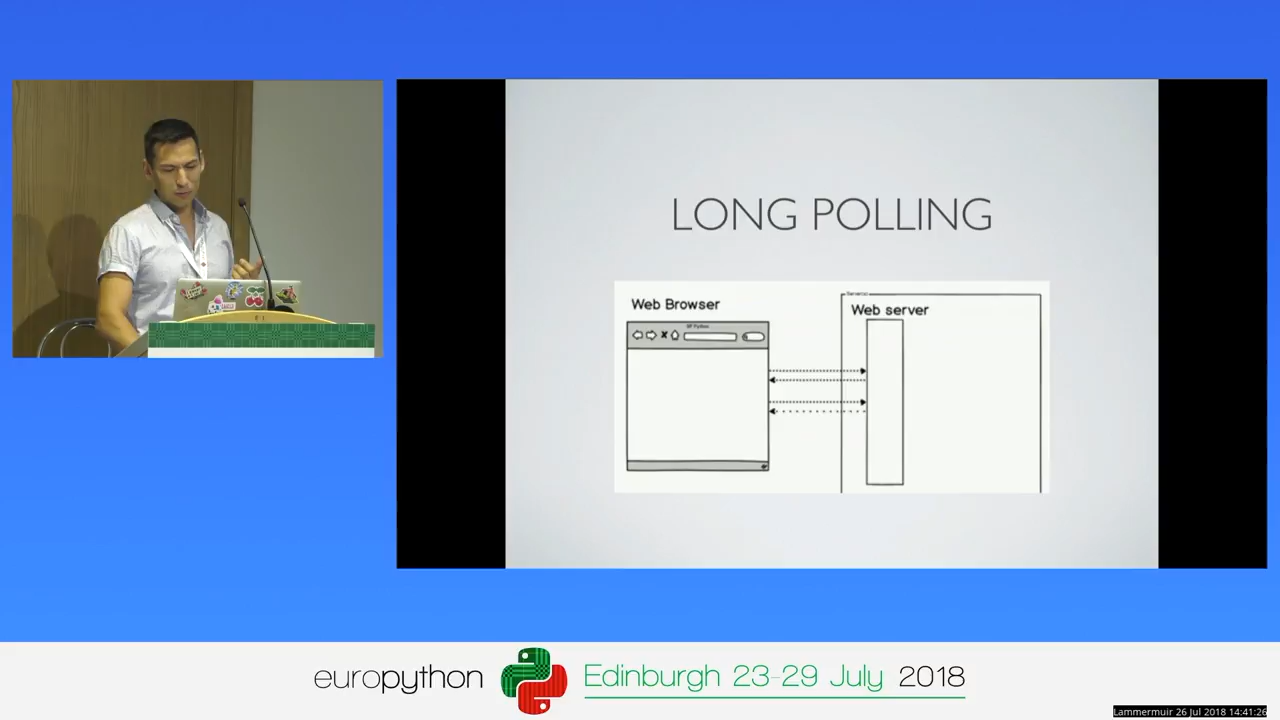 LONG POLLING
Web Browser
Web server
europython
Edinburgh 23-29 July 2018
Lammermuir 26 Jul 2018 14:41:26